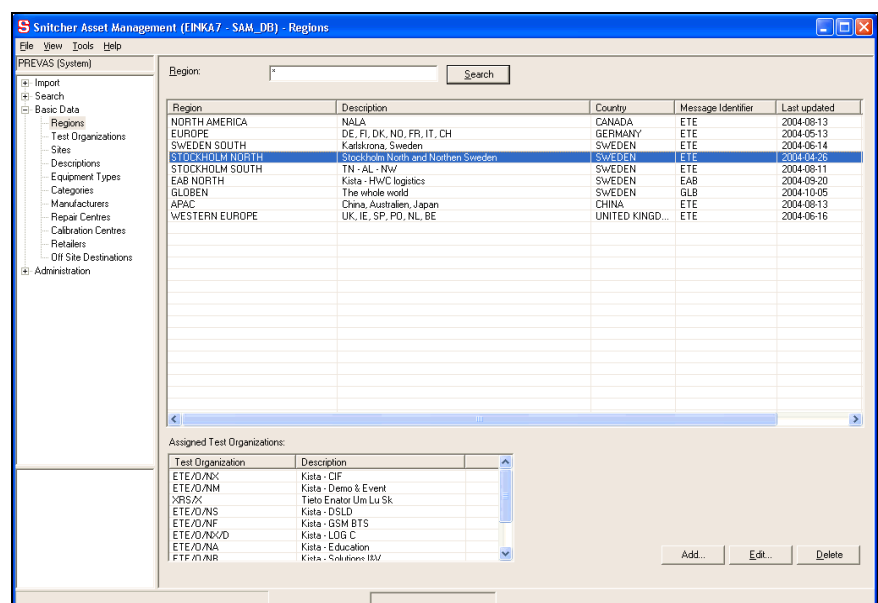 Snitcher Asset Management (EINKA7 - SAM_DB) - Regions
File View Tools Help
PREVAS (System)
Import
Search
Basic Data
Regions
Test Organizations
Sites
Descriptions
Equipment Types
Categories
Manufacturers
Repair Centres
Calibration Centres
Retailers
Off Site Destinations
Administration
Region: * Search
Region Description Country Message Identifier Last updated
NORTH AMERICA NALA CANADA ETE 2004-08-13
EUROPE DE, FI, DK, NO, FR, IT, CH GERMANY ETE 2004-05-13
SWEDEN SOUTH Karlskrona, Sweden SWEDEN ETE 2004-06-14
STOCKHOLM NORTH Stockholm North and Northen Sweden SWEDEN ETE 2004-04-26
STOCKHOLM SOUTH TN - AL - NW SWEDEN ETE 2004-08-11
EAB NORTH Kista - HWC logistics SWEDEN EAB 2004-09-20
GLOBEN The whole world SWEDEN GLB 2004-10-05
APAC China, Australien, Japan CHINA ETE 2004-08-13
WESTERN EUROPE UK, IE, SP, PO, NL, BE UNITED KINGD... ETE 2004-06-16
Assigned Test Organizations:
Test Organization Description
ETE/O/NX Kista - CIF
ETE/O/NM Kista - Demo & Event
XRS/X Tieto Enator Um Lu Sk
ETE/O/NS Kista - DSLD
ETE/O/NF Kista - GSM BTS
ETE/O/NX/D Kista - LOG C
ETE/O/NA Kista - Education
ETE/O/NB Kista - Solutions I&V
Add... Edit... Delete